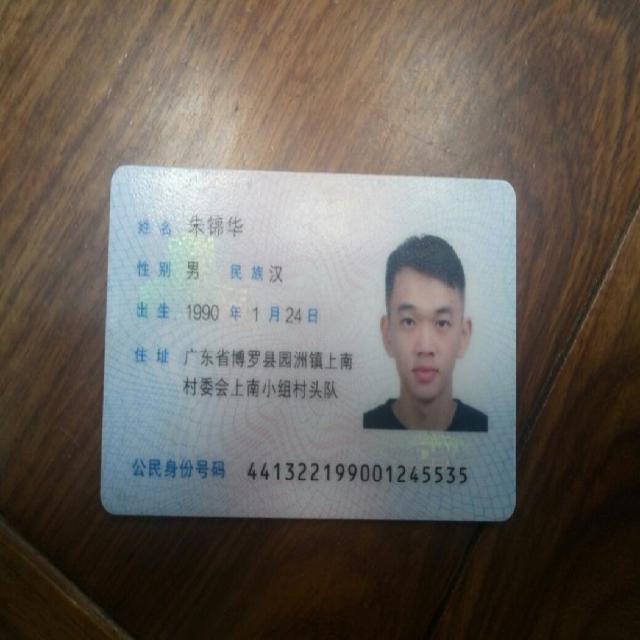 姓名 朱锦华
性别 男 民族 汉
出生 1990 年 1 月 24 日
住址 广东省博罗县园洲镇上南
村委会上南小组村头队
公民身份号码 441322199001245535